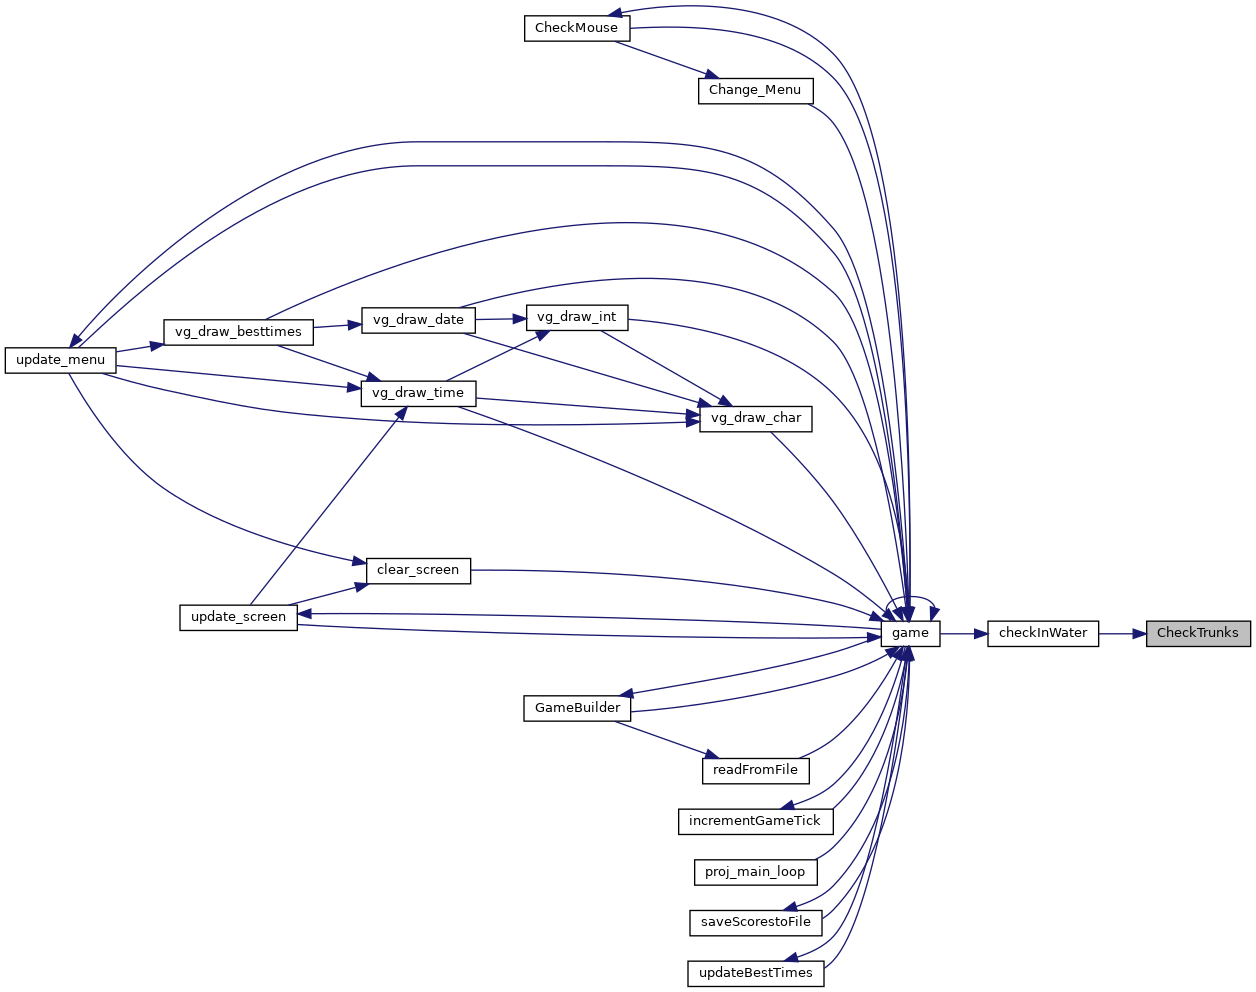 CheckMouse
Change_Menu
vg_draw_int
vg_draw_date
vg_draw_besttimes
update_menu
vg_draw_time
vg_draw_char
clear_screen
update_screen
game
checkInWater
CheckTrunks
GameBuilder
readFromFile
incrementGameTick
proj_main_loop
saveScorestoFile
updateBestTimes